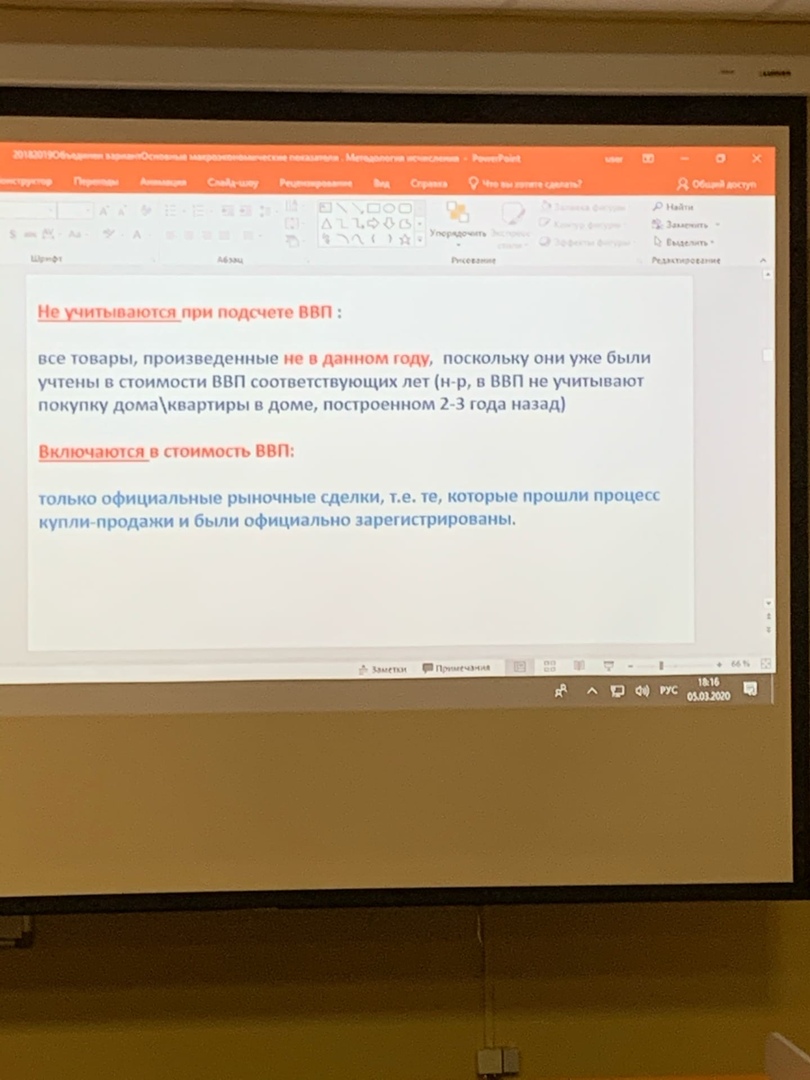 20182019Объединен вариантОсновные макроэкономические показатели . Методология исчисления - PowerPoint
user
Переходы Анимация Слайд-шоу Рецензирование Вид Справка Что вы хотите сделать? Общий доступ
Заливка фигуры
Найти
Упорядочить
Контур фигуры
Заменить
Эффекты фигуры
Выделить
Шрифт Абзац Рисование Редактирование
Не учитываются при подсчете ВВП :
все товары, произведенные не в данном году, поскольку они уже были
учтены в стоимости ВВП соответствующих лет (н-р, в ВВП не учитывают
покупку дома\квартиры в доме, построенном 2-3 года назад)
Включаются в стоимость ВВП:
только официальные рыночные сделки, т.е. те, которые прошли процесс
купли-продажи и были официально зарегистрированы.
Заметки Примечания 66 %
РУС 18:16
05.03.2020